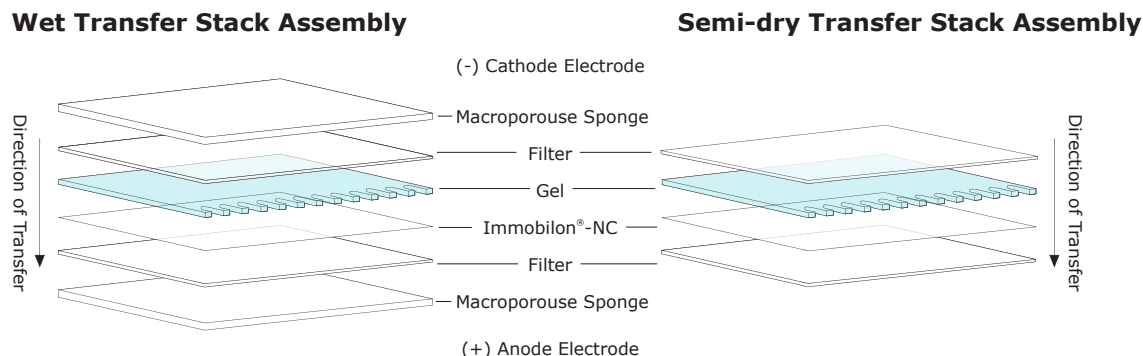 Wet Transfer Stack Assembly
Semi-dry Transfer Stack Assembly
(-) Cathode Electrode
Macroporouse Sponge
Filter
Gel
Immobilon®-NC
Filter
Macroporouse Sponge
(+) Anode Electrode
Direction of Transfer
Direction of Transfer